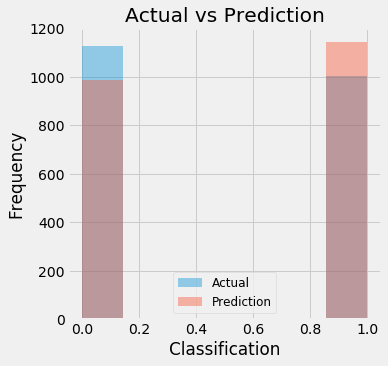 Actual vs Prediction
1200
1000
800
600
400
200
0
Frequency
Actual
Prediction
0.0 0.2 0.4 0.6 0.8 1.0
Classification